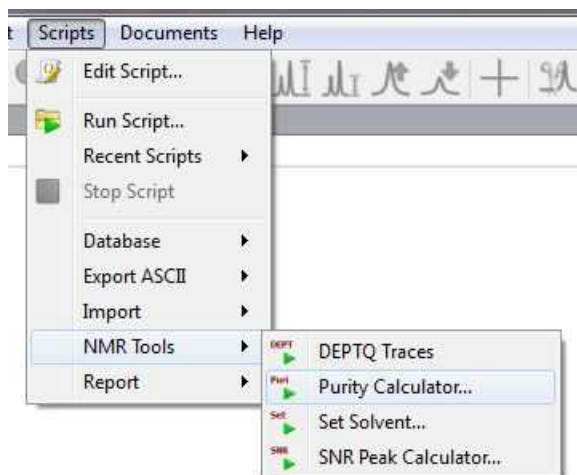 t Scripts Documents Help
Edit Script...
Run Script...
Recent Scripts
Stop Script
Database
Export ASCII
Import
NMR Tools
DEPT DEPTQ Traces
Report
Puri Purity Calculator...
Set Set Solvent...
SNR SNR Peak Calculator...